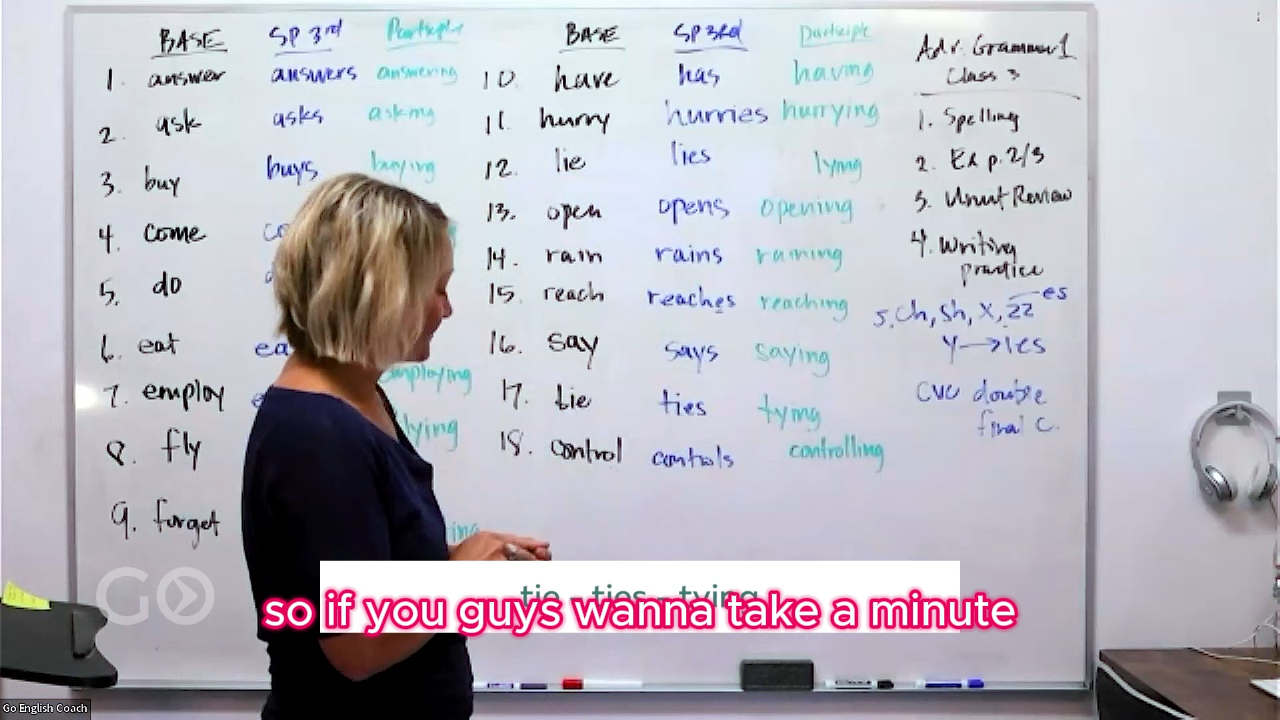 BASE SP 3rd Participle
1. answer answers answering
2. ask asks asking
3. buy buys buying
4. come co
5. do
6. eat ea
7. employ e employing
8. fly lying
9. forget ing
BASE SP 3rd participle
10. have has having
11. hurry hurries hurrying
12. lie lies lying
13. open opens opening
14. rain rains raining
15. reach reaches reaching
16. say says saying
17. tie ties tying
18. control controls controlling
Adv. Grammar 1
Class 3
1. Spelling
2. Ex p. 2/3
3. Unit Review
4. Writing
practice
s, ch, sh, x, zz → es
y → ies
CVC double
final C.
GO
tie - ties - tying
so if you guys wanna take a minute
Go English Coach